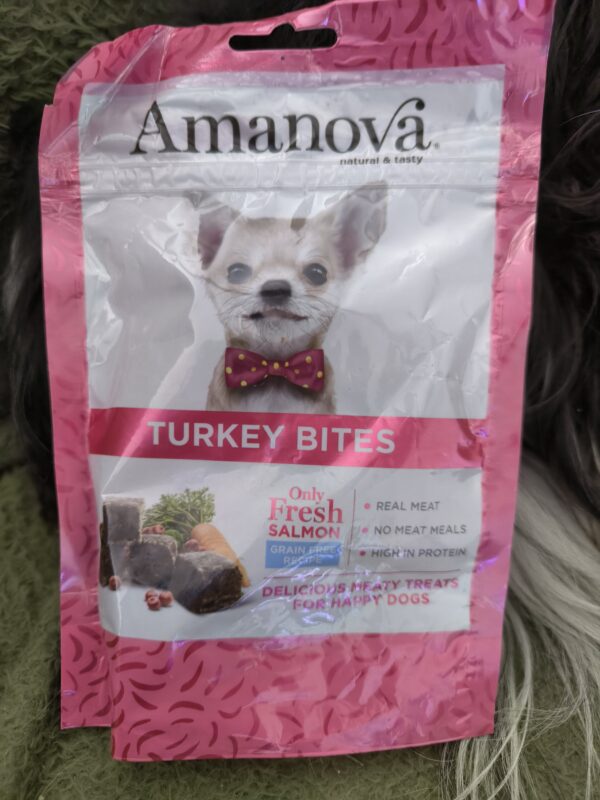 Amanova®
natural & tasty
TURKEY BITES
Only
Fresh
SALMON
GRAIN FREE
RECIPE
• REAL MEAT
• NO MEAT MEALS
• HIGH IN PROTEIN
DELICIOUS MEATY TREATS
FOR HAPPY DOGS